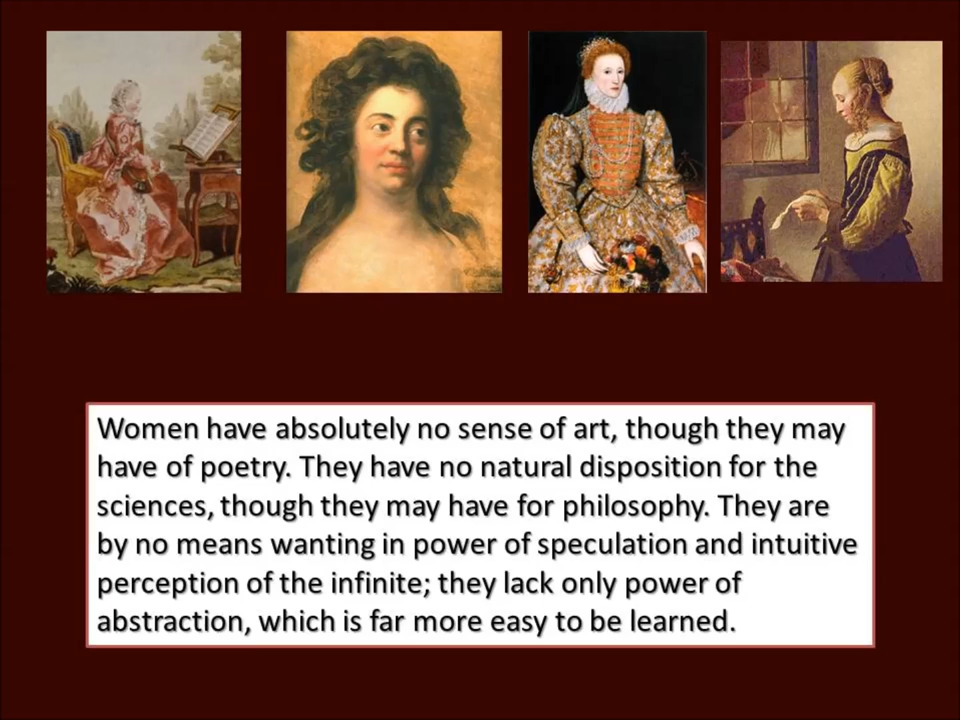 Women have absolutely no sense of art, though they may
have of poetry. They have no natural disposition for the
sciences, though they may have for philosophy. They are
by no means wanting in power of speculation and intuitive
perception of the infinite; they lack only power of
abstraction, which is far more easy to be learned.